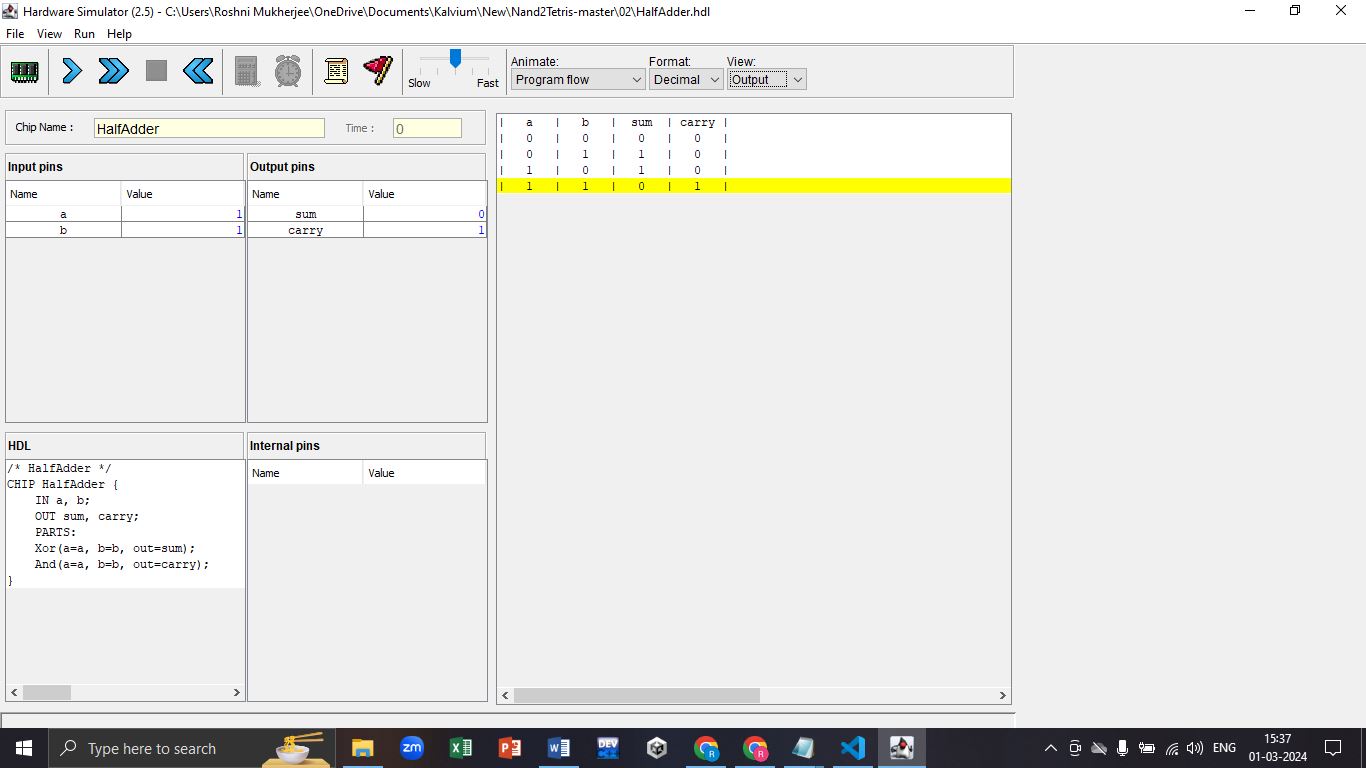 Hardware Simulator (2.5) - C:\Users\Roshni Mukherjee\OneDrive\Documents\Kalvium\New\Nand2Tetris-master\02\HalfAdder.hdl
File View Run Help
Slow Fast
Animate: Format: View:
Program flow Decimal Output
Chip Name : HalfAdder Time : 0
Input pins
Name Value
a 1
b 1
Output pins
Name Value
sum 0
carry 1
| a | b | sum | carry |
| 0 | 0 | 0 | 0 |
| 0 | 1 | 1 | 0 |
| 1 | 0 | 1 | 0 |
| 1 | 1 | 0 | 1 |
HDL
/* HalfAdder */
CHIP HalfAdder {
IN a, b;
OUT sum, carry;
PARTS:
Xor(a=a, b=b, out=sum);
And(a=a, b=b, out=carry);
}
Internal pins
Name Value
Type here to search
zm
DEV
R
R
ENG
15:37
01-03-2024